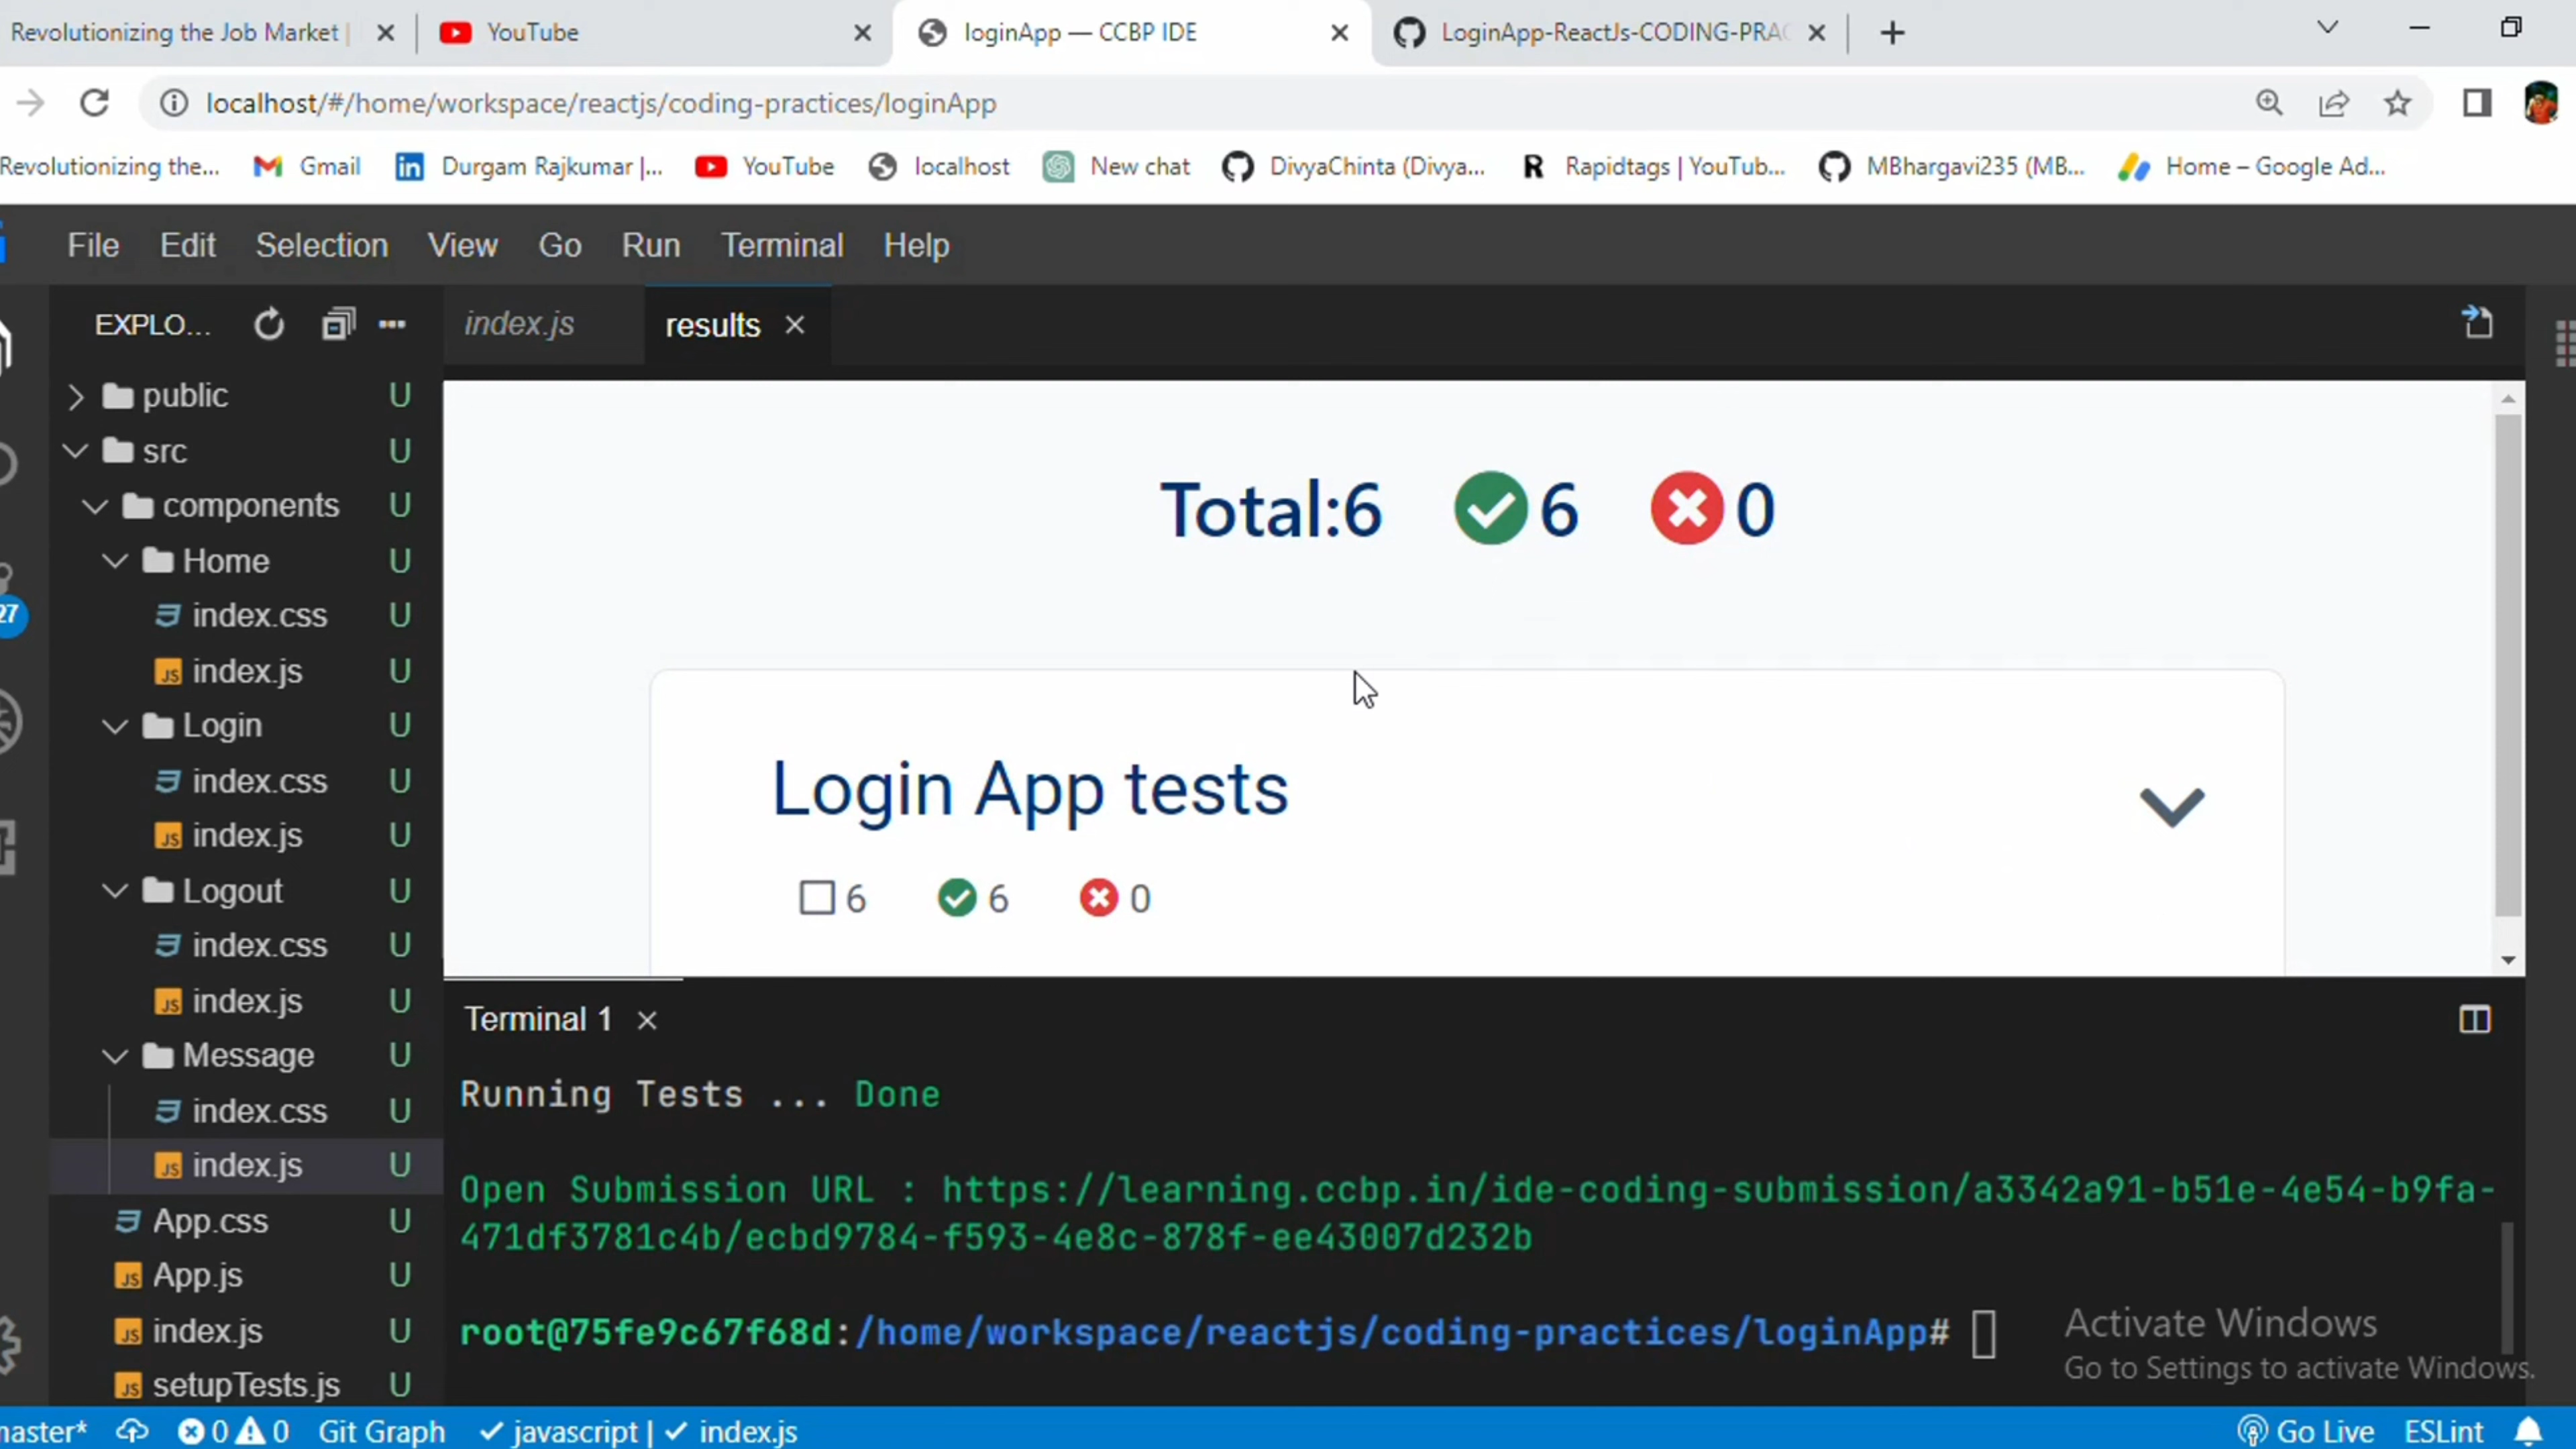 Revolutionizing the Job Market |
YouTube
loginApp — CCBP IDE
LoginApp-ReactJs-CODING-PRAC
localhost/#/home/workspace/reactjs/coding-practices/loginApp
Revolutionizing the...
Gmail
Durgam Rajkumar |...
YouTube
localhost
New chat
DivyaChinta (Divya...
Rapidtags | YouTub...
MBhargavi235 (MB...
Home – Google Ad...
File Edit Selection View Go Run Terminal Help
EXPLO...
index.js
results
public U
src U
components U
Home U
index.css U
index.js U
27
Login U
index.css U
index.js U
Logout U
index.css U
index.js U
Message U
index.css U
index.js U
App.css U
App.js U
index.js U
setupTests.js U
Total:6 6 0
Login App tests
6 6 0
Terminal 1
Running Tests ... Done
Open Submission URL : https://learning.ccbp.in/ide-coding-submission/a3342a91-b51e-4e54-b9fa-
471df3781c4b/ecbd9784-f593-4e8c-878f-ee43007d232b
root@75fe9c67f68d:/home/workspace/reactjs/coding-practices/loginApp#
Activate Windows
Go to Settings to activate Windows.
master* 0 0 Git Graph javascript | index.js
Go Live ESLint